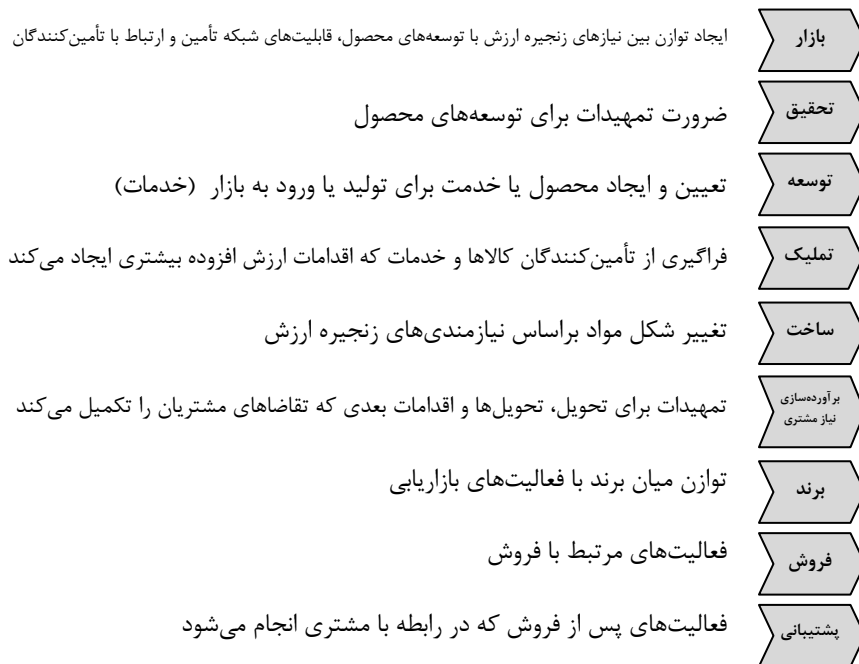 بازار
ایجاد توازن بین نیازهای زنجیره ارزش با توسعه‌های محصول، قابلیت‌های شبکه تأمین و ارتباط با تأمین‌کنندگان
تحقیق
ضرورت تمهیدات برای توسعه‌های محصول
توسعه
تعیین و ایجاد محصول یا خدمت برای تولید یا ورود به بازار (خدمات)
تملیک
فراگیری از تأمین‌کنندگان کالاها و خدمات که اقدامات ارزش افزوده بیشتری ایجاد می‌کند
ساخت
تغییر شکل مواد براساس نیازمندی‌های زنجیره ارزش
برآورده‌سازی
نیاز مشتری
تمهیدات برای تحویل، تحویل‌ها و اقدامات بعدی که تقاضاهای مشتریان را تکمیل می‌کند
برند
توازن میان برند با فعالیت‌های بازاریابی
فروش
فعالیت‌های مرتبط با فروش
پشتیبانی
فعالیت‌های پس از فروش که در رابطه با مشتری انجام می‌شود